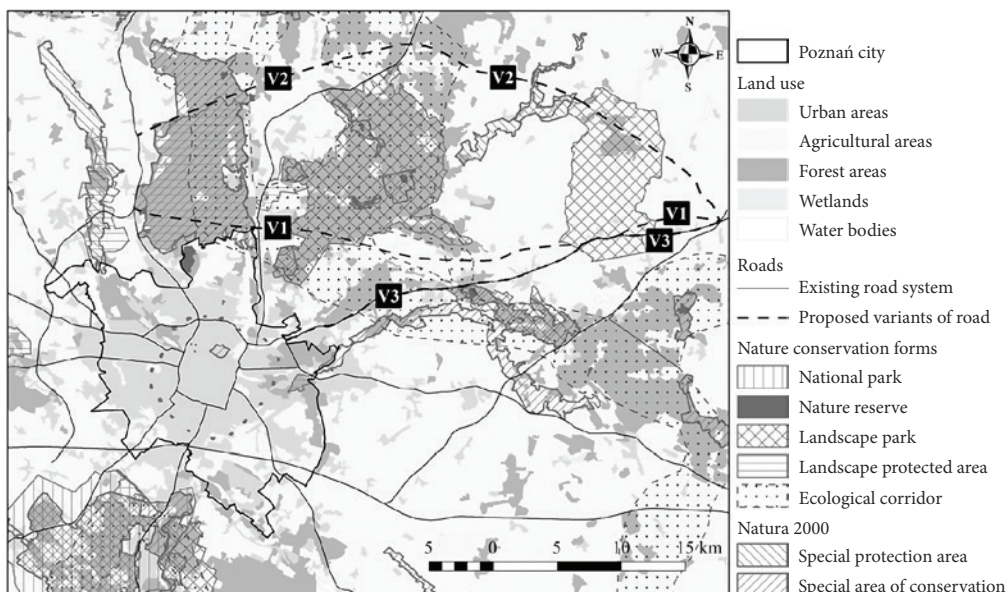 N
W
E
S
V2
V2
V1
V1
V3
V3
5
0
5
10
15 km
Poznań city
Land use
Urban areas
Agricultural areas
Forest areas
Wetlands
Water bodies
Roads
Existing road system
Proposed variants of road
Nature conservation forms
National park
Nature reserve
Landscape park
Landscape protected area
Ecological corridor
Natura 2000
Special protection area
Special area of conservation